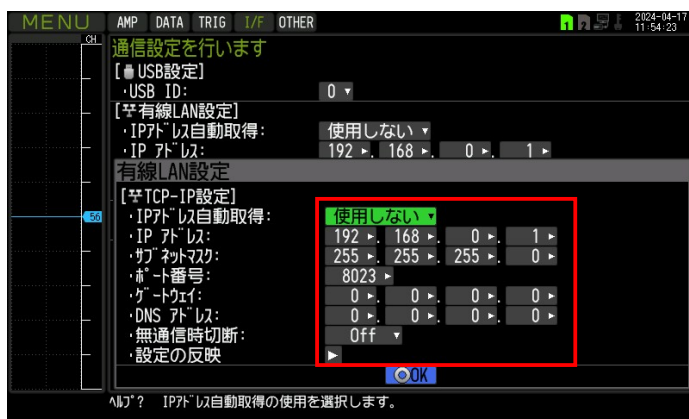 MENU AMP DATA TRIG I/F OTHER 1 2 2024-04-17
11:54:23
CH
通信設定を行います
[USB設定]
・USB ID: 0
[有線LAN設定]
・IPｱﾄﾞﾚｽ自動取得: 使用しない
・IP ｱﾄﾞﾚｽ: 192 . 168 . 0 . 1
有線LAN設定
[TCP-IP設定]
56
・IPｱﾄﾞﾚｽ自動取得: 使用しない
・IP ｱﾄﾞﾚｽ: 192 . 168 . 0 . 1
・ｻﾌﾞﾈｯﾄﾏｽｸ: 255 . 255 . 255 . 0
・ﾎﾟｰﾄ番号: 8023
・ｹﾞｰﾄｳｪｲ: 0 . 0 . 0 . 0
・DNS ｱﾄﾞﾚｽ: 0 . 0 . 0 . 0
・無通信時切断: Off
・設定の反映
OK
ﾍﾙﾌﾟ? IPｱﾄﾞﾚｽ自動取得の使用を選択します。